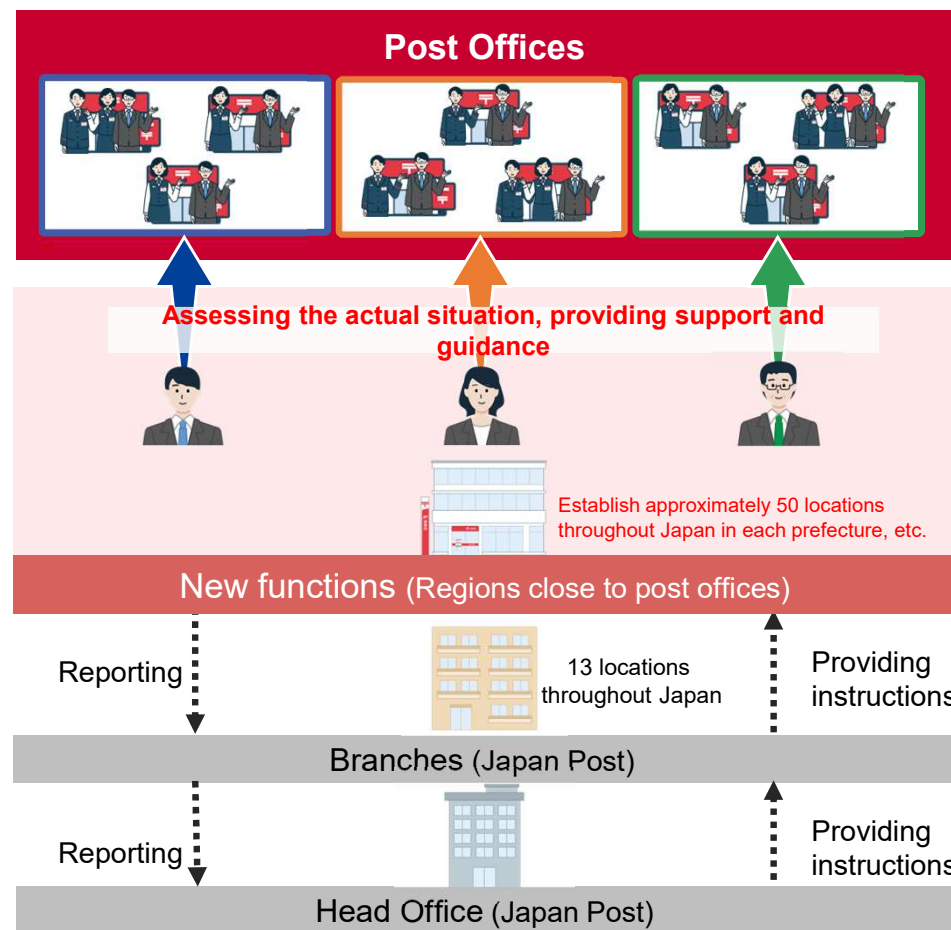 Post Offices
Assessing the actual situation, providing support and
guidance
Establish approximately 50 locations
throughout Japan in each prefecture, etc.
New functions (Regions close to post offices)
Reporting
13 locations
throughout Japan
Providing
instructions
Branches (Japan Post)
Reporting
Providing
instructions
Head Office (Japan Post)